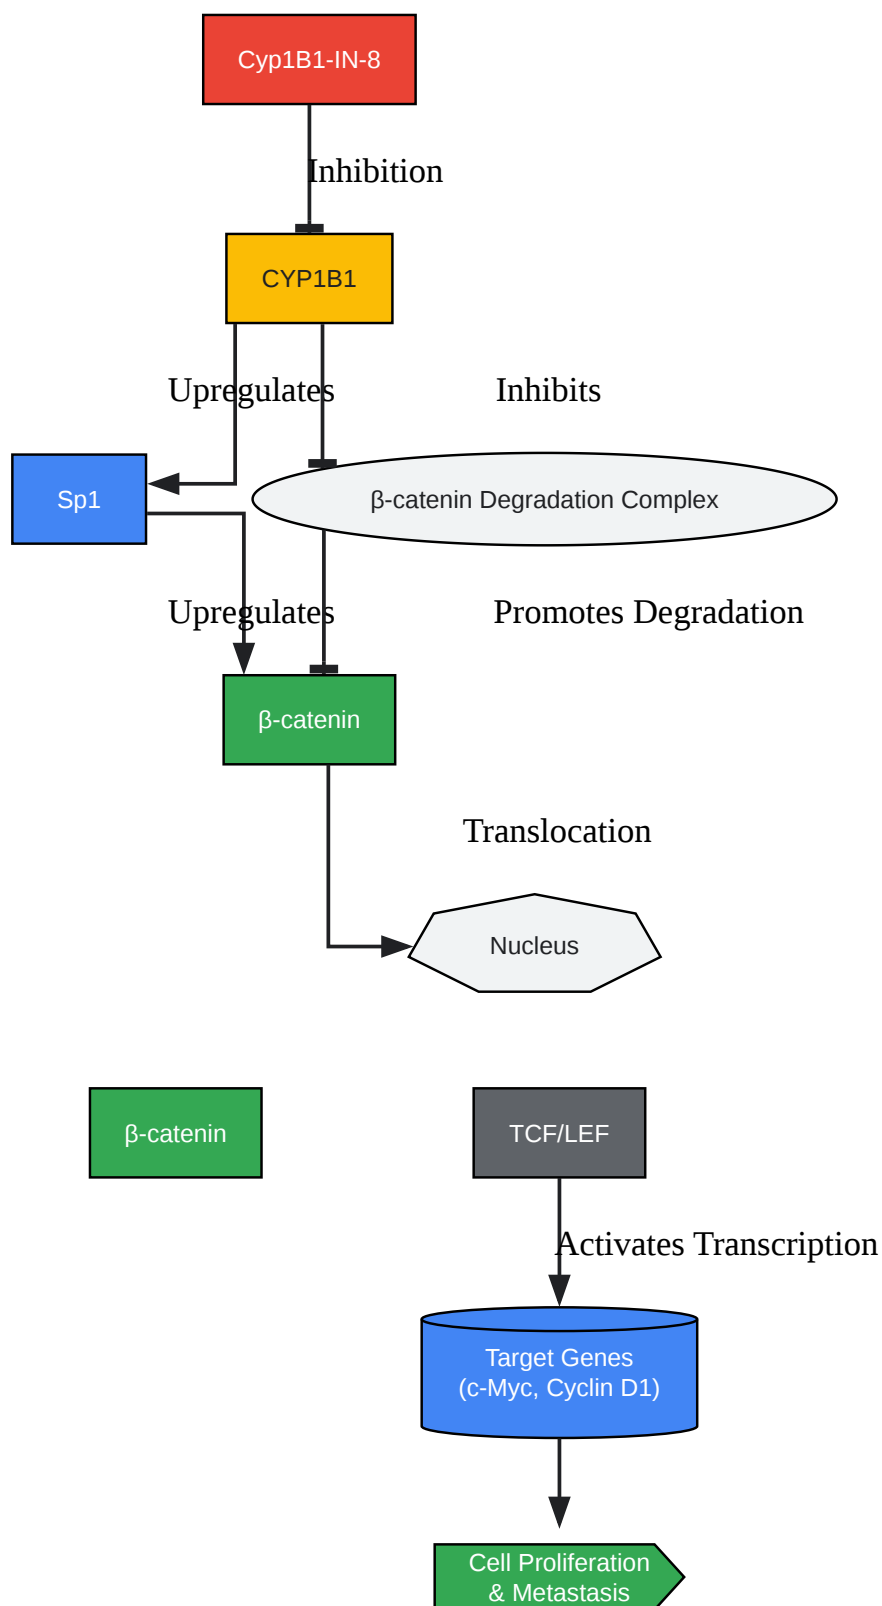 Cyp1B1-IN-8
Inhibition
CYP1B1
Upregulates
Inhibits
Sp1
β-catenin Degradation Complex
Upregulates
Promotes Degradation
β-catenin
Translocation
Nucleus
β-catenin
TCF/LEF
Activates Transcription
Target Genes
(c-Myc, Cyclin D1)
Cell Proliferation
& Metastasis